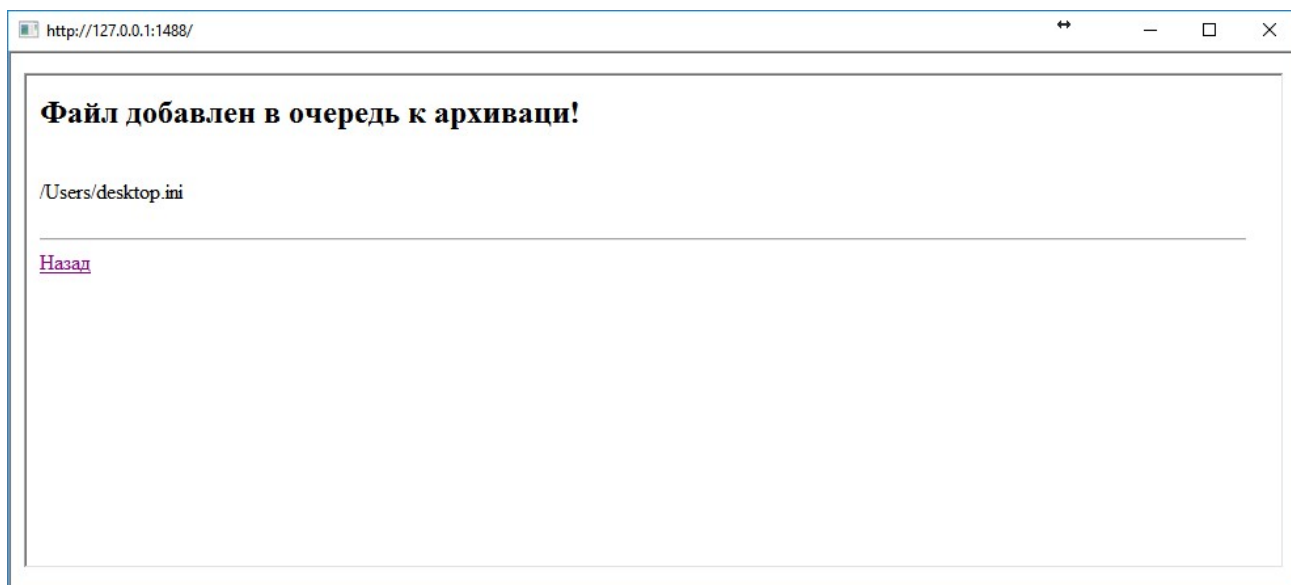 http://127.0.0.1:1488/
Файл добавлен в очередь к архиваци!
/Users/desktop.ini
Назад